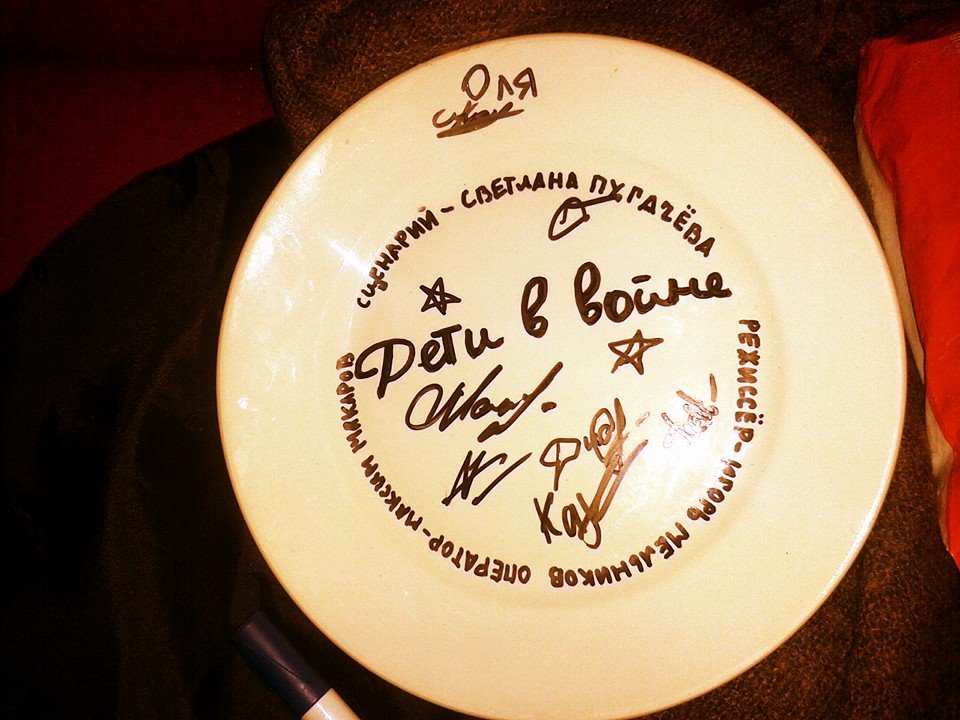 Оля
СЦЕНАРИЙ - СВЕТЛАНА ПУГАЧЁВА
Дети в войне
РЕЖИССЁР - ИГОРЬ МЕЛЬНИКОВ
ОПЕРАТОР - МАКСИМ МАКАРОВ